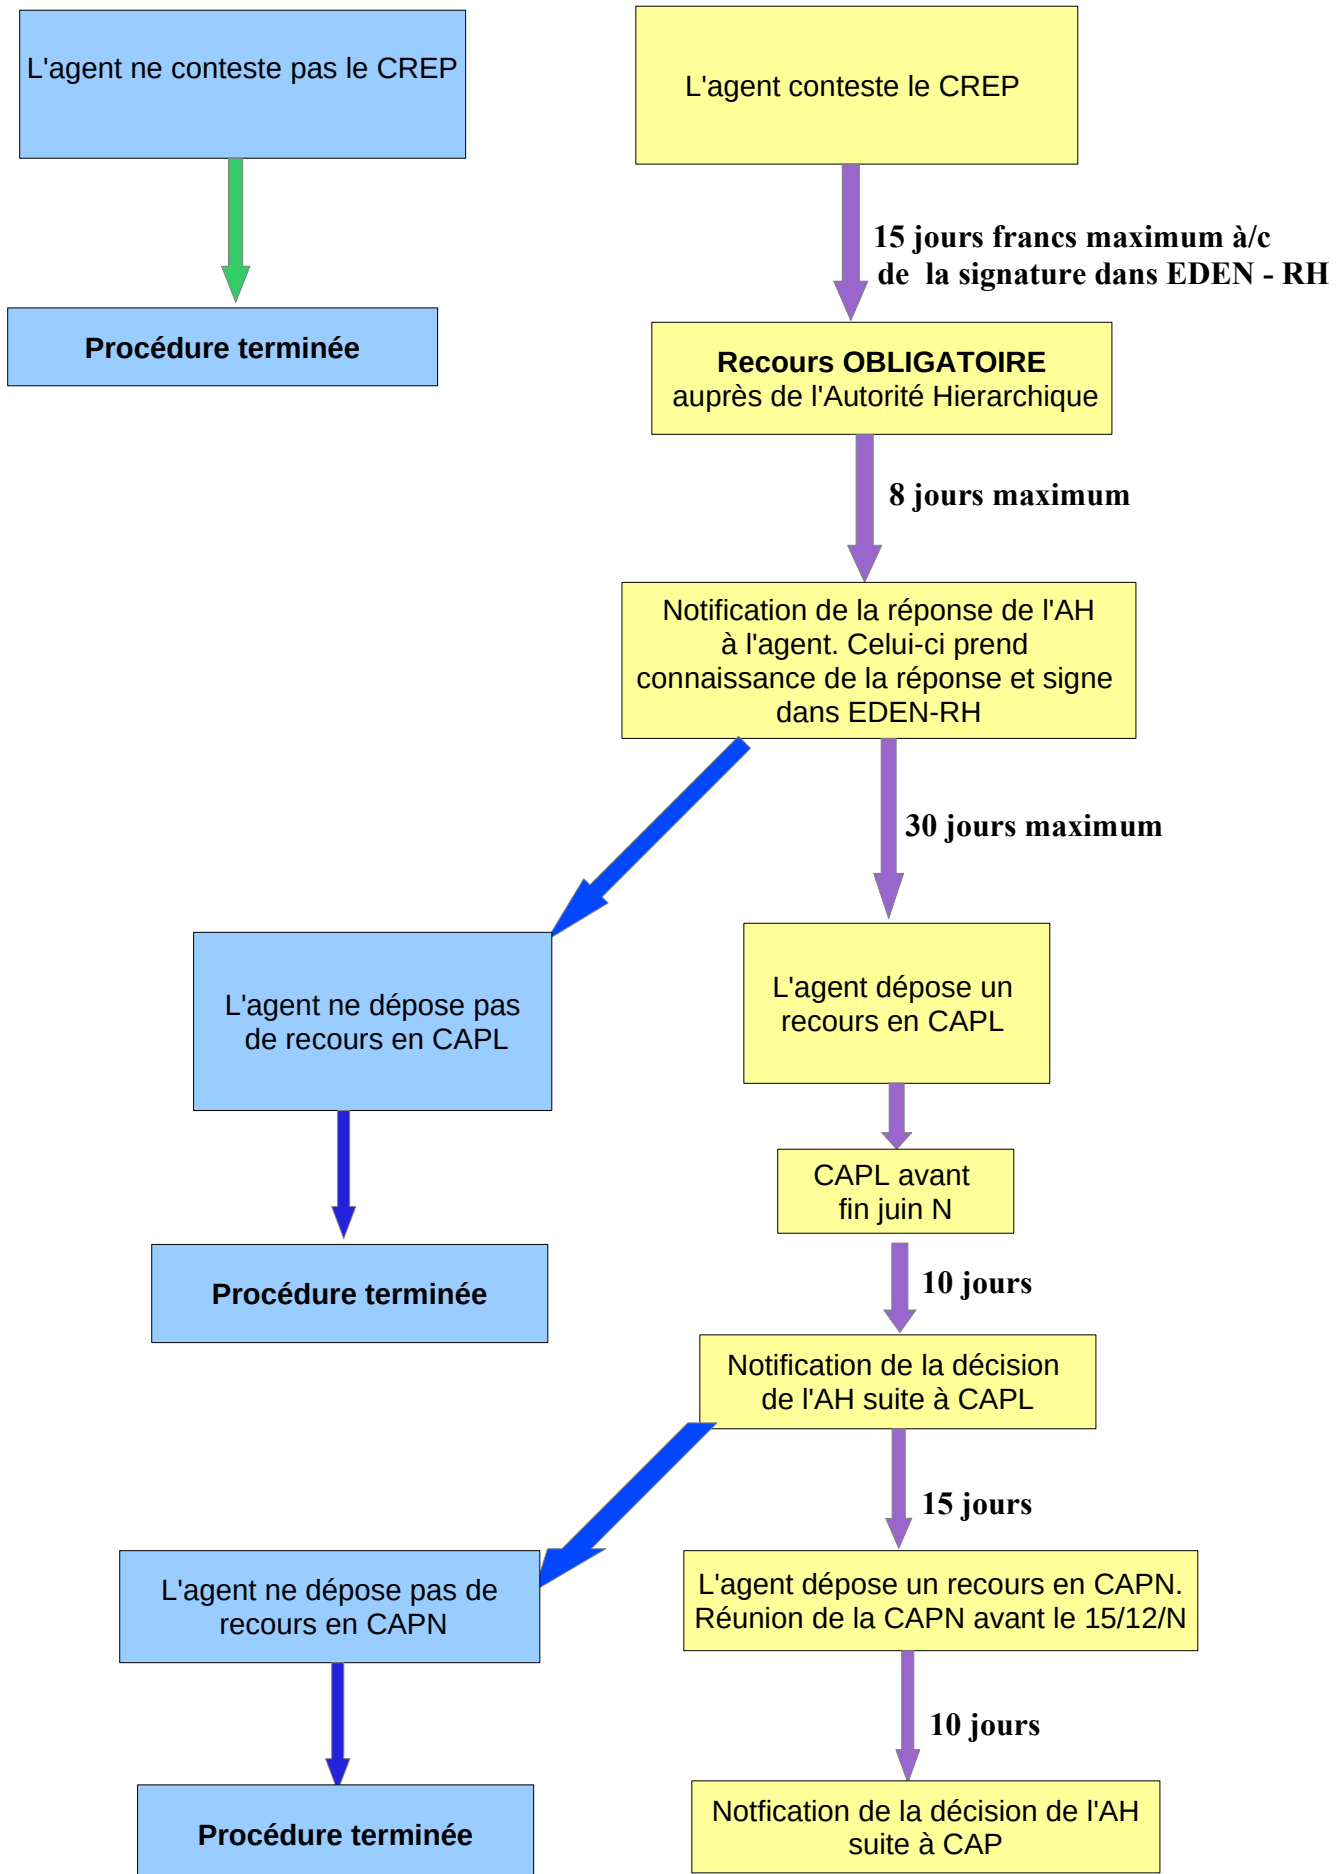 L'agent ne conteste pas le CREP
L'agent conteste le CREP
15 jours francs maximum à/c
de la signature dans EDEN - RH
Procédure terminée
Recours OBLIGATOIRE
auprès de l'Autorité Hierarchique
8 jours maximum
Notification de la réponse de l'AH
à l'agent. Celui-ci prend
connaissance de la réponse et signe
dans EDEN-RH
30 jours maximum
L'agent ne dépose pas
de recours en CAPL
L'agent dépose un
recours en CAPL
CAPL avant
fin juin N
Procédure terminée
10 jours
Notification de la décision
de l'AH suite à CAPL
15 jours
L'agent ne dépose pas de
recours en CAPN
L'agent dépose un recours en CAPN.
Réunion de la CAPN avant le 15/12/N
10 jours
Procédure terminée
Notfication de la décision de l'AH
suite à CAP